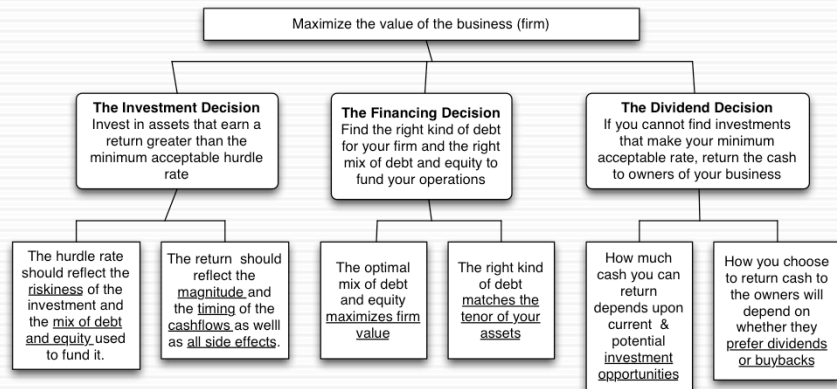 Maximize the value of the business (firm)
The Investment Decision
Invest in assets that earn a
return greater than the
minimum acceptable hurdle
rate
The Financing Decision
Find the right kind of debt
for your firm and the right
mix of debt and equity to
fund your operations
The Dividend Decision
If you cannot find investments
that make your minimum
acceptable rate, return the cash
to owners of your business
The hurdle rate
should reflect the
riskiness of the
investment and
the mix of debt
and equity used
to fund it.
The return should
reflect the
magnitude and
the timing of the
cashflows as welll
as all side effects.
The optimal
mix of debt
and equity
maximizes firm
value
The right kind
of debt
matches the
tenor of your
assets
How much
cash you can
return
depends upon
current &
potential
investment
opportunities
How you choose
to return cash to
the owners will
depend on
whether they
prefer dividends
or buybacks